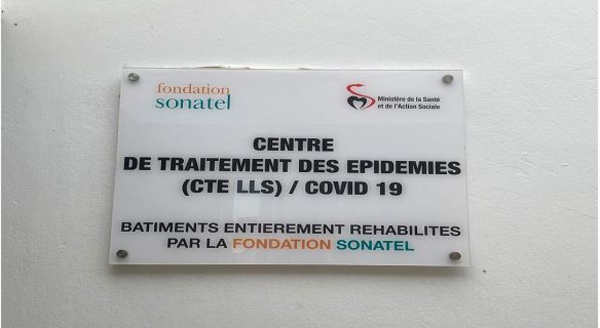 fondation
sonatel
Ministère de la Santé
et de l'Action Sociale
CENTRE
DE TRAITEMENT DES EPIDEMIES
(CTE LLS) / COVID 19
BATIMENTS ENTIEREMENT REHABILITES
PAR LA FONDATION SONATEL